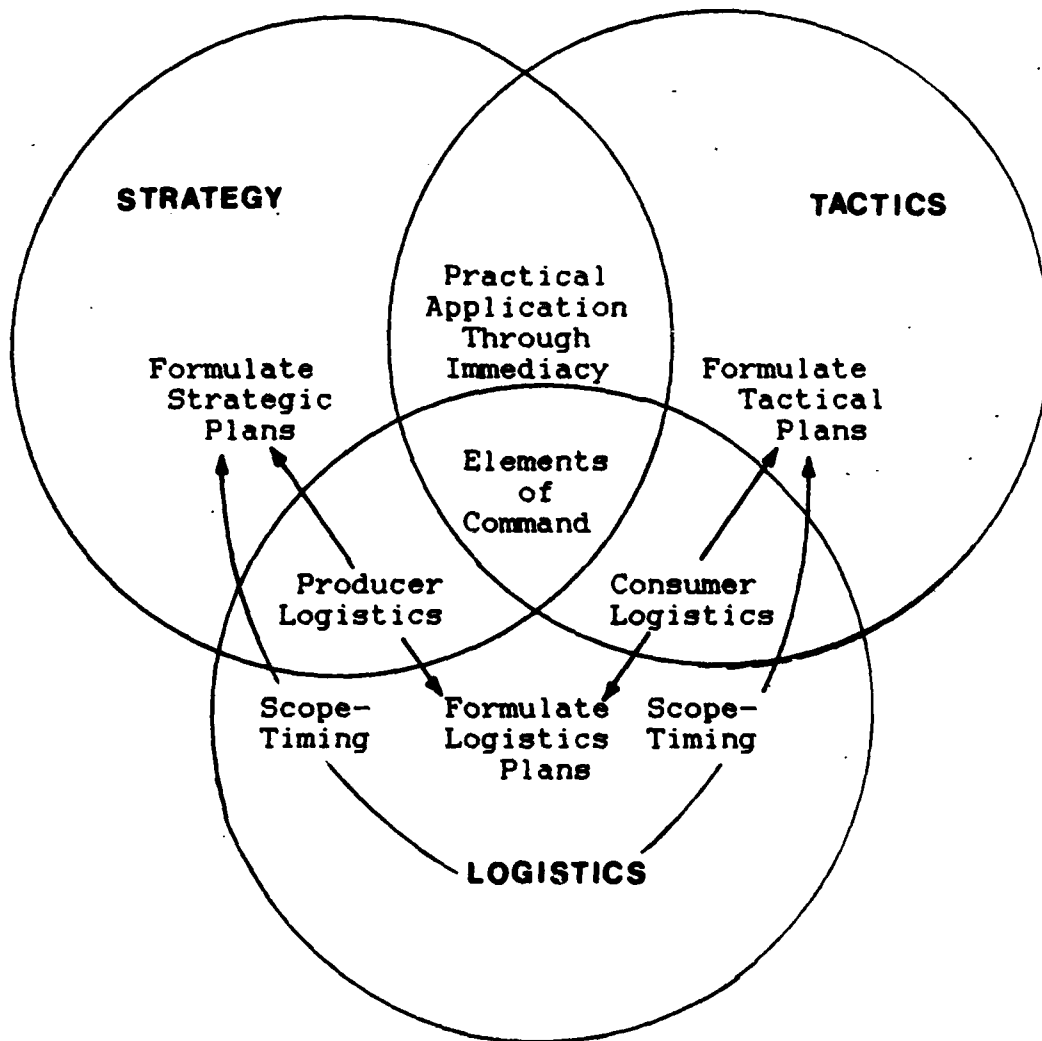 STRATEGY
TACTICS
Practical
Application
Through
Immediacy
Formulate
Strategic
Plans
Formulate
Tactical
Plans
Elements
of
Command
Producer
Logistics
Consumer
Logistics
Scope-
Timing
Formulate
Logistics
Plans
Scope-
Timing
LOGISTICS